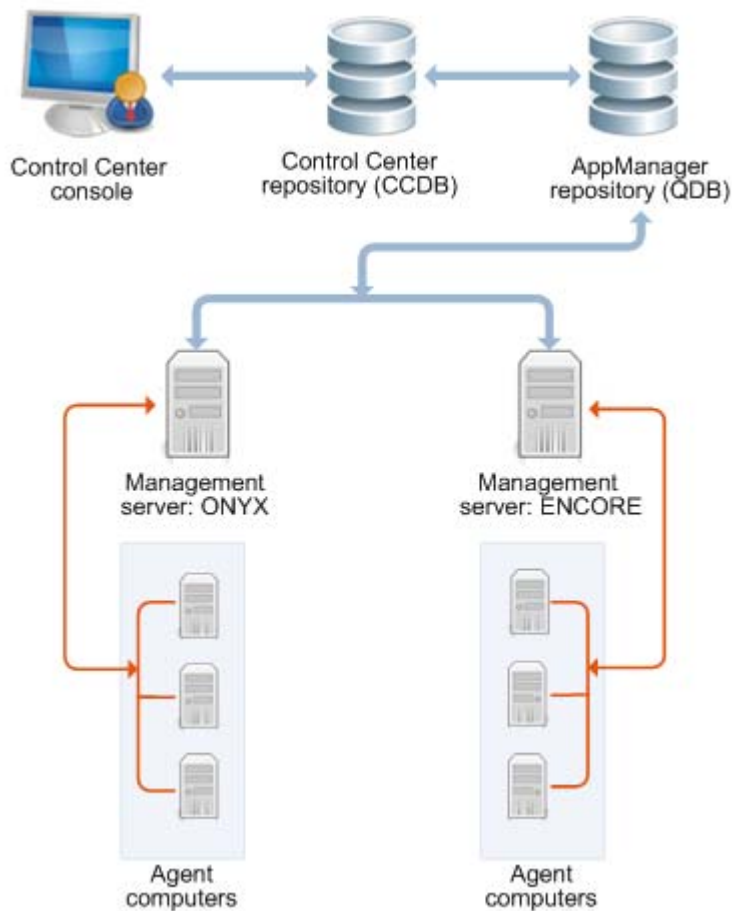 Control Center
console
Control Center
repository (CCDB)
AppManager
repository (QDB)
Management
server: ONYX
Management
server: ENCORE
Agent
computers
Agent
computers